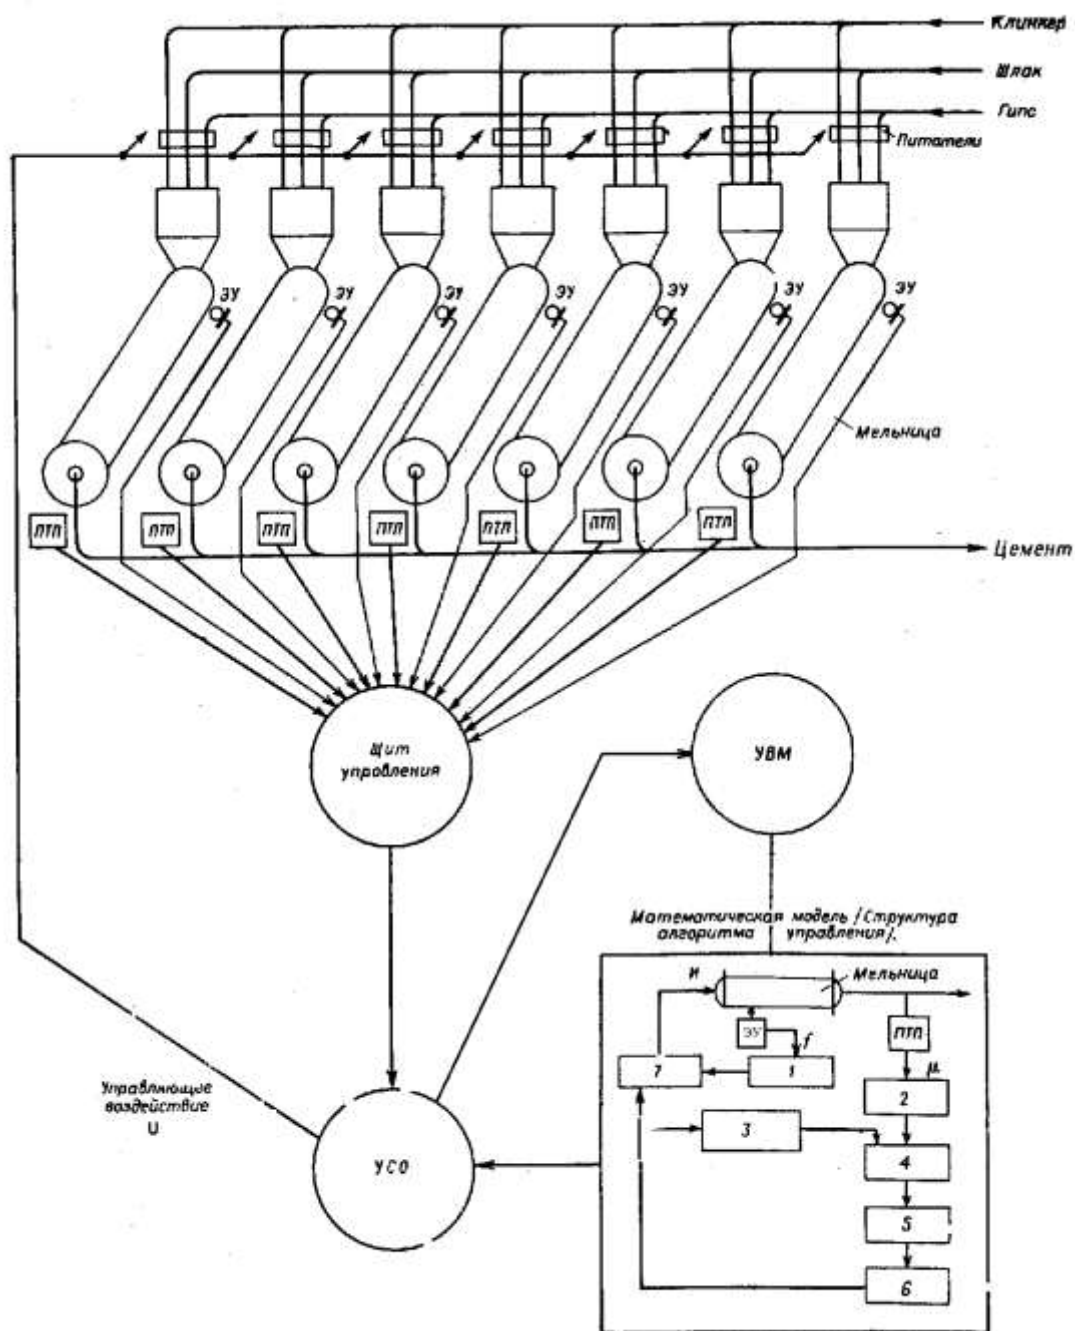 Клинкер
Шлак
Гипс
Питатели
ЭУ
ЭУ
ЭУ
ЭУ
ЭУ
ЭУ
ЭУ
Мельница
ПТП
ПТП
ПТП
ПТП
ПТП
ПТП
ПТП
Цемент
Щит
управления
УВМ
Математическая модель /Структура
алгоритма управления/.
И
Мельница
ЭУ
f
ПТП
7
1
μ
2
Управляющие
воздействие
U
3
4
УСО
5
6